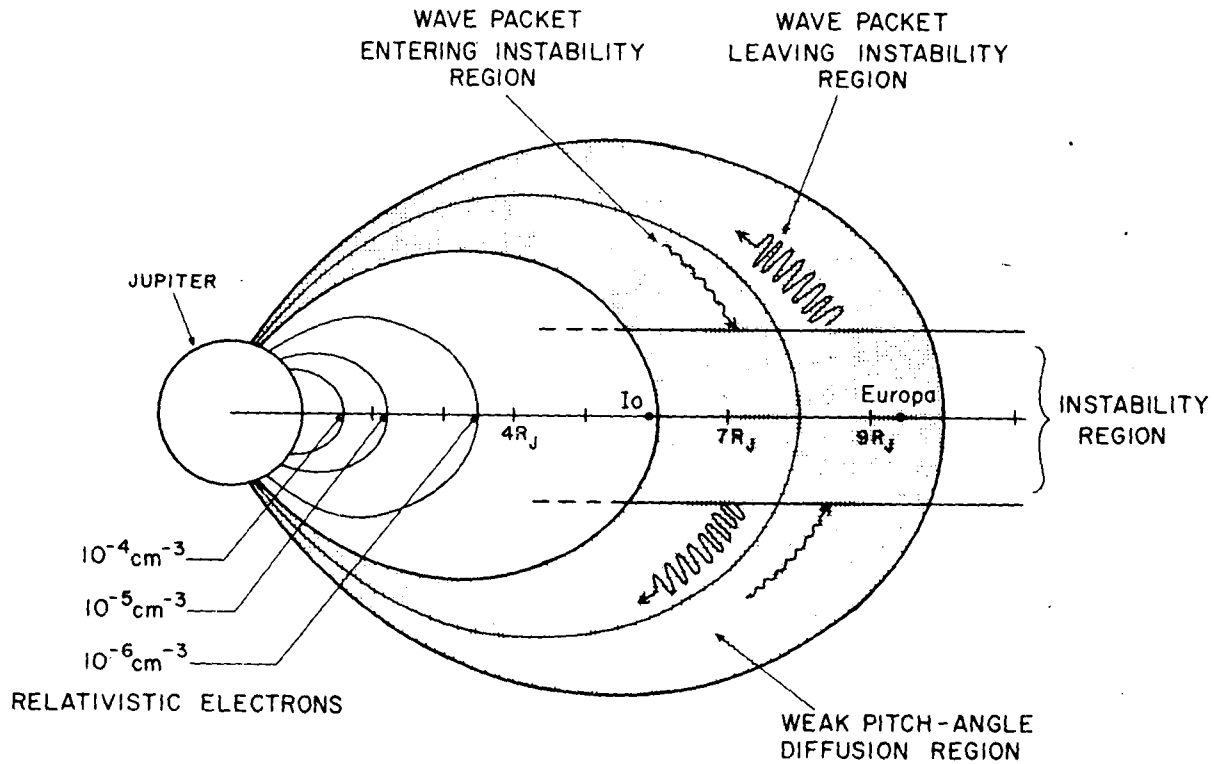 WAVE PACKET
ENTERING INSTABILITY
REGION
WAVE PACKET
LEAVING INSTABILITY
REGION
JUPITER
Io
Europa
4R_J
7R_J
9R_J
INSTABILITY
REGION
10⁻⁴cm⁻³
10⁻⁵cm⁻³
10⁻⁶cm⁻³
RELATIVISTIC ELECTRONS
WEAK PITCH-ANGLE
DIFFUSION REGION